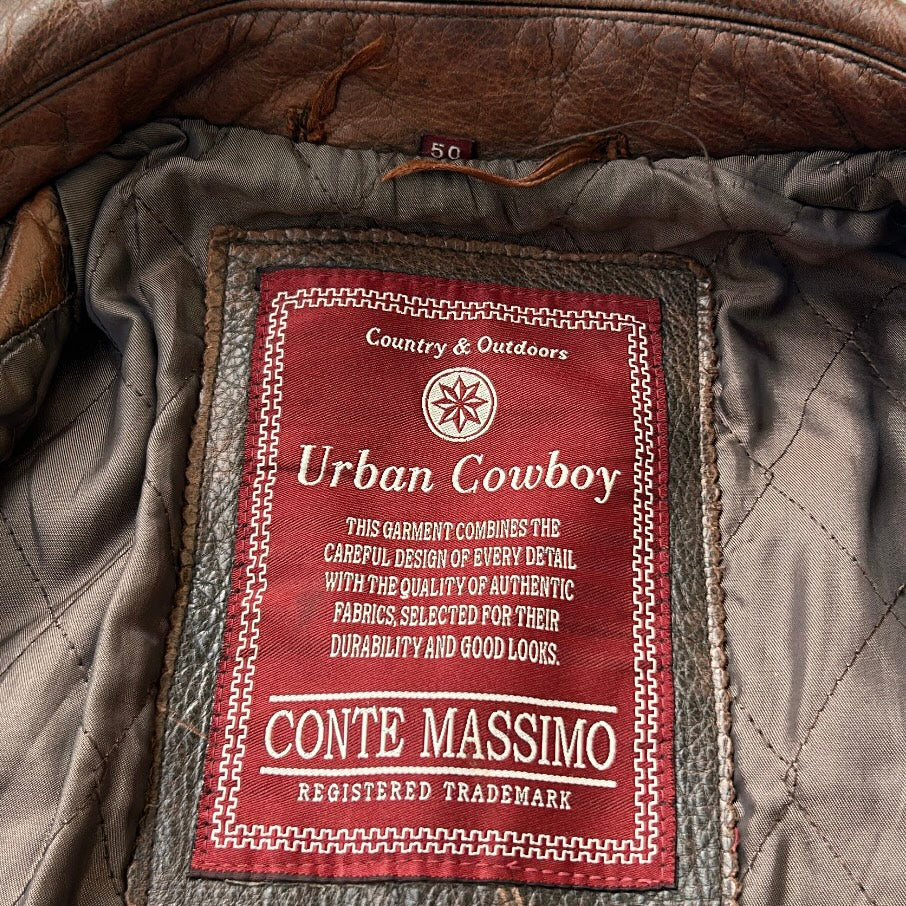 50
Country & Outdoors
Urban Cowboy
THIS GARMENT COMBINES THE
CAREFUL DESIGN OF EVERY DETAIL
WITH THE QUALITY OF AUTHENTIC
FABRICS, SELECTED FOR THEIR
DURABILITY AND GOOD LOOKS.
CONTE MASSIMO
REGISTERED TRADEMARK